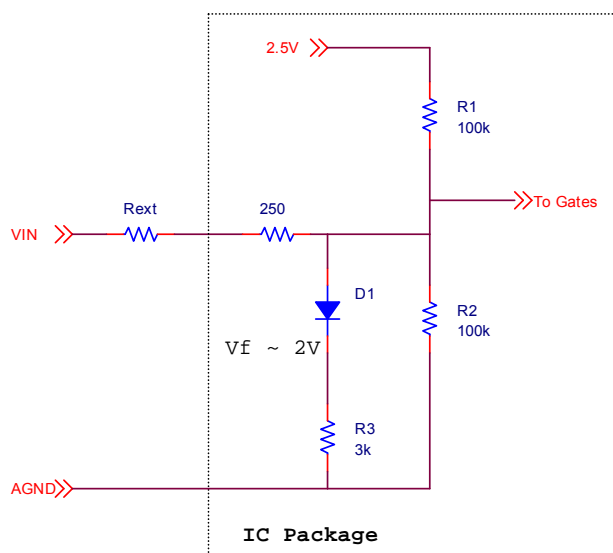 2.5V
R1
100k
To Gates
Rext
250
VIN
D1
R2
100k
Vf ~ 2V
R3
3k
AGND
IC Package